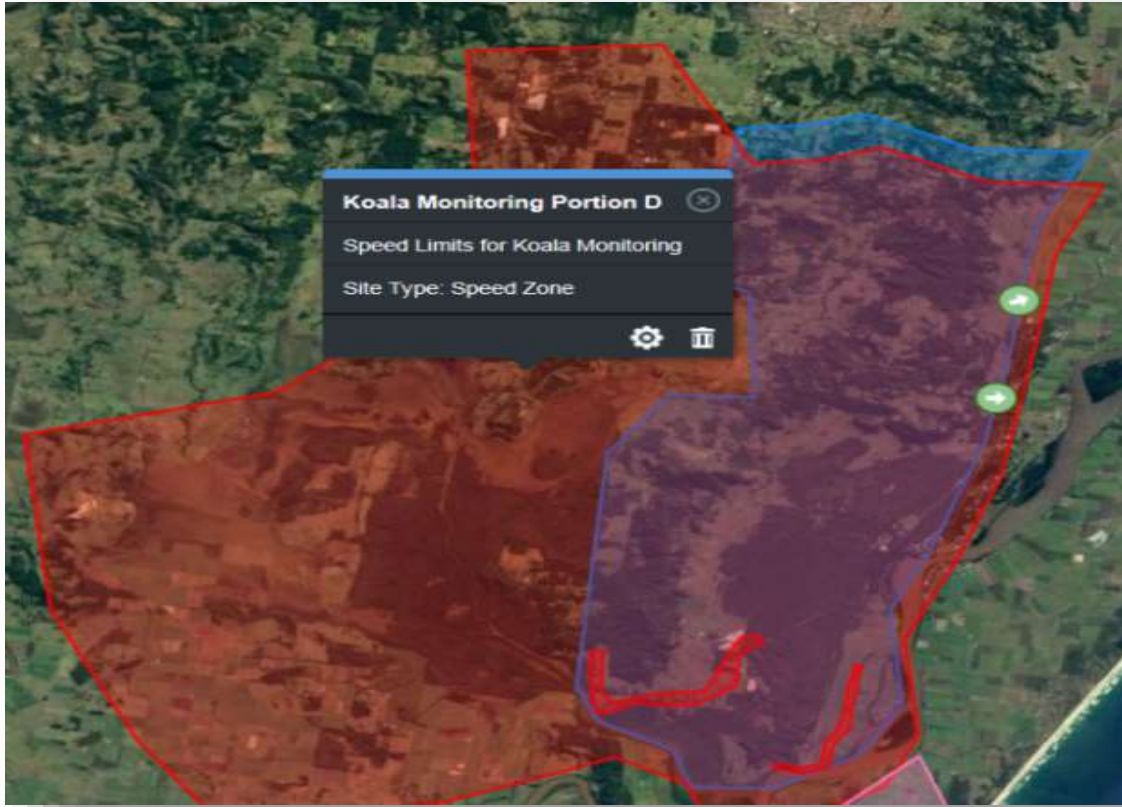 Koala Monitoring Portion D
Speed Limits for Koala Monitoring
Site Type: Speed Zone